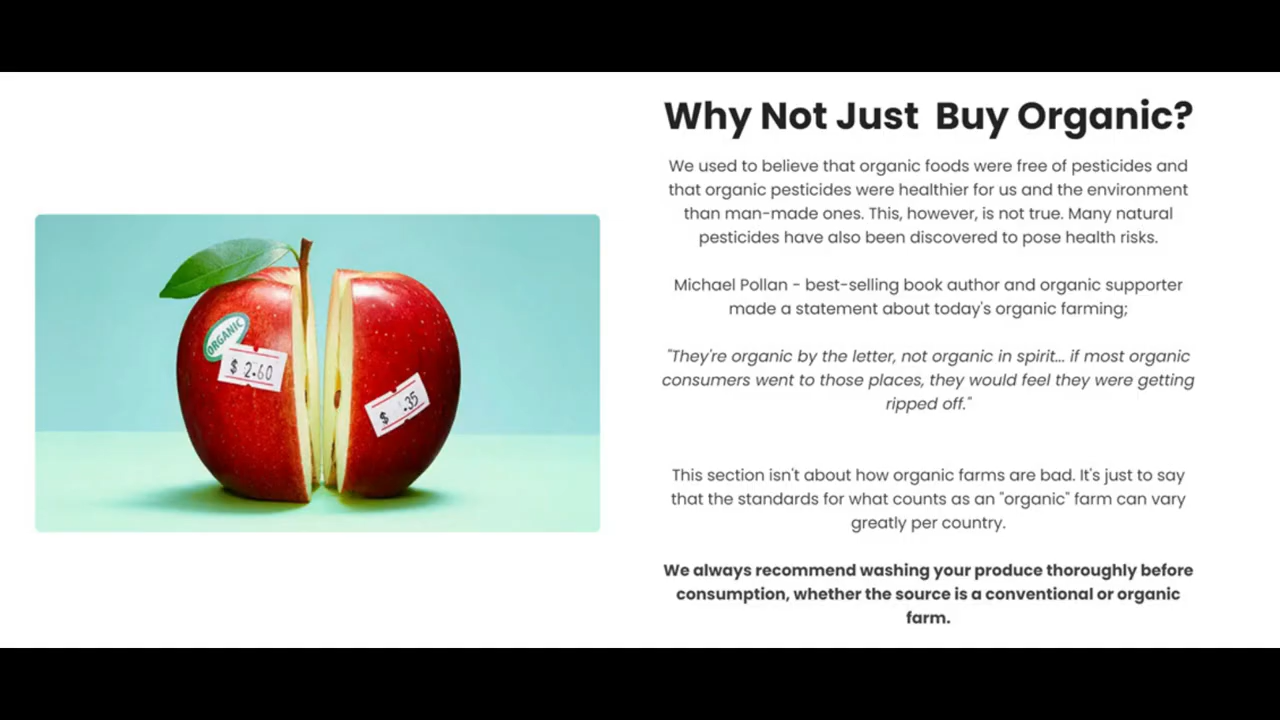 Why Not Just Buy Organic?
We used to believe that organic foods were free of pesticides and
that organic pesticides were healthier for us and the environment
than man-made ones. This, however, is not true. Many natural
pesticides have also been discovered to pose health risks.
Michael Pollan - best-selling book author and organic supporter
made a statement about today's organic farming;
"They're organic by the letter, not organic in spirit... if most organic
consumers went to those places, they would feel they were getting
ripped off."
This section isn't about how organic farms are bad. It's just to say
that the standards for what counts as an "organic" farm can vary
greatly per country.
We always recommend washing your produce thoroughly before
consumption, whether the source is a conventional or organic
farm.
ORGANIC
$ 2.60
$ .35